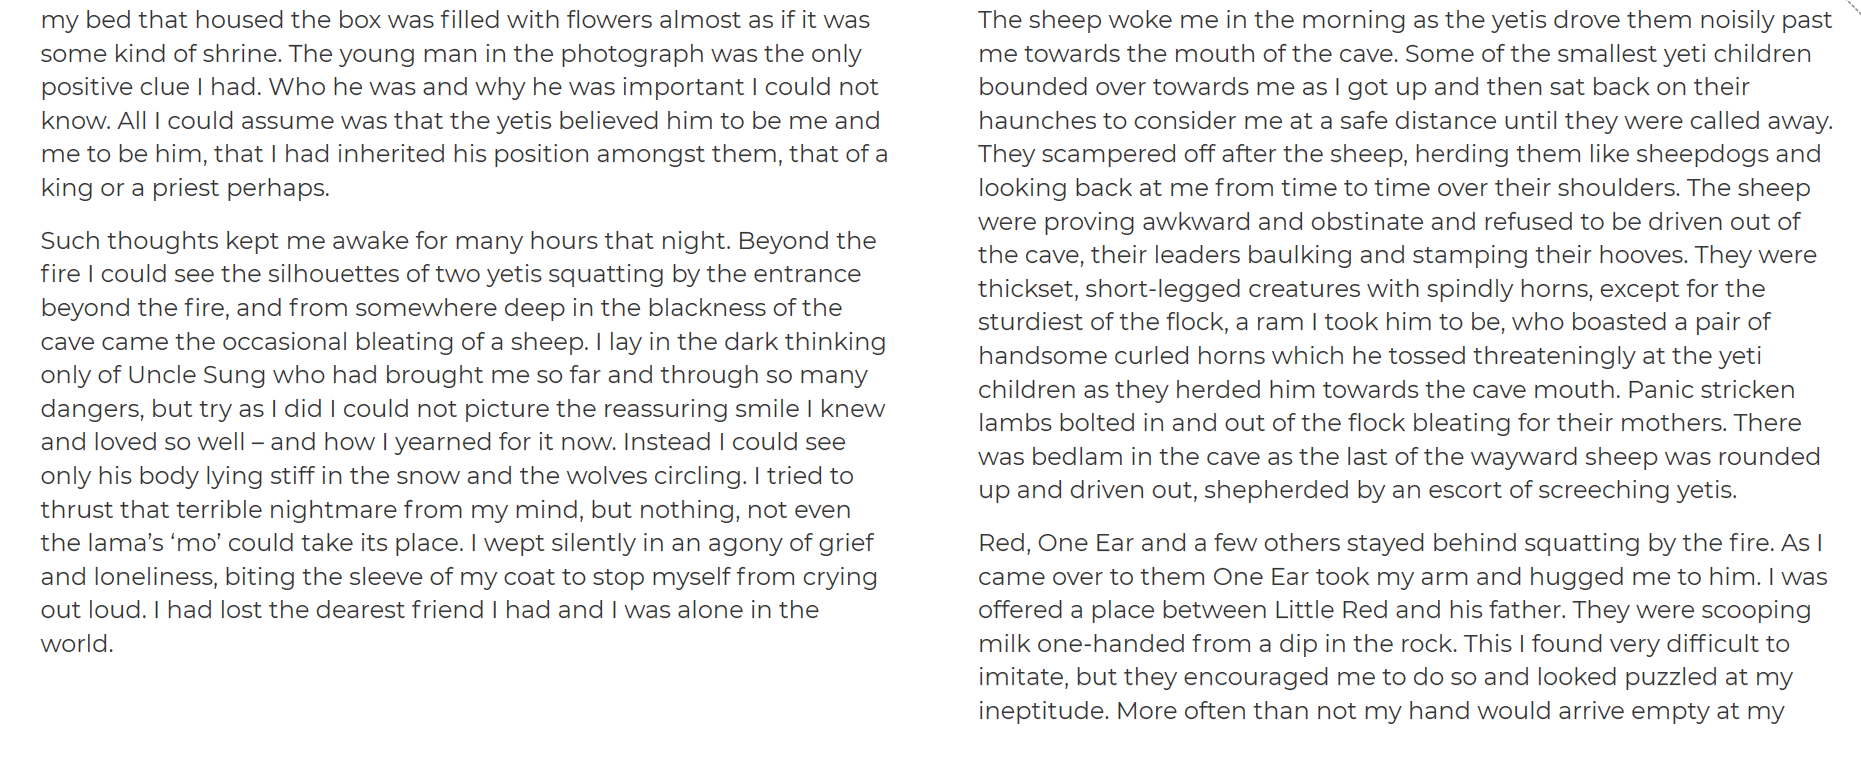 my bed that housed the box was filled with flowers almost as if it was
some kind of shrine. The young man in the photograph was the only
positive clue I had. Who he was and why he was important I could not
know. All I could assume was that the yetis believed him to be me and
me to be him, that I had inherited his position amongst them, that of a
king or a priest perhaps.
Such thoughts kept me awake for many hours that night. Beyond the
fire I could see the silhouettes of two yetis squatting by the entrance
beyond the fire, and from somewhere deep in the blackness of the
cave came the occasional bleating of a sheep. I lay in the dark thinking
only of Uncle Sung who had brought me so far and through so many
dangers, but try as I did I could not picture the reassuring smile I knew
and loved so well – and how I yearned for it now. Instead I could see
only his body lying stiff in the snow and the wolves circling. I tried to
thrust that terrible nightmare from my mind, but nothing, not even
the lama’s ‘mo’ could take its place. I wept silently in an agony of grief
and loneliness, biting the sleeve of my coat to stop myself from crying
out loud. I had lost the dearest friend I had and I was alone in the
world.
The sheep woke me in the morning as the yetis drove them noisily past
me towards the mouth of the cave. Some of the smallest yeti children
bounded over towards me as I got up and then sat back on their
haunches to consider me at a safe distance until they were called away.
They scampered off after the sheep, herding them like sheepdogs and
looking back at me from time to time over their shoulders. The sheep
were proving awkward and obstinate and refused to be driven out of
the cave, their leaders baulking and stamping their hooves. They were
thickset, short-legged creatures with spindly horns, except for the
sturdiest of the flock, a ram I took him to be, who boasted a pair of
handsome curled horns which he tossed threateningly at the yeti
children as they herded him towards the cave mouth. Panic stricken
lambs bolted in and out of the flock bleating for their mothers. There
was bedlam in the cave as the last of the wayward sheep was rounded
up and driven out, shepherded by an escort of screeching yetis.
Red, One Ear and a few others stayed behind squatting by the fire. As I
came over to them One Ear took my arm and hugged me to him. I was
offered a place between Little Red and his father. They were scooping
milk one-handed from a dip in the rock. This I found very difficult to
imitate, but they encouraged me to do so and looked puzzled at my
ineptitude. More often than not my hand would arrive empty at my